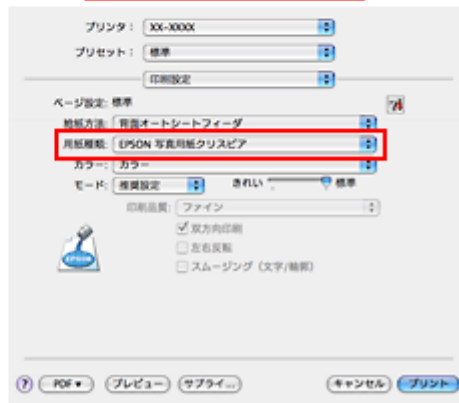 プリンタ： XX-XXXX
プリセット： 標準
印刷設定
ページ設定: 標準
給紙方法: 背面オートシートフィーダ
用紙種類: EPSON 写真用紙クリスピア
カラー: カラー
モード: 推奨設定 きれい 標準
印刷品質: ファイン
双方向印刷
左右反転
スムージング（文字/輪郭）
EPSON
? PDF▼ プレビュー サプライ... キャンセル プリント